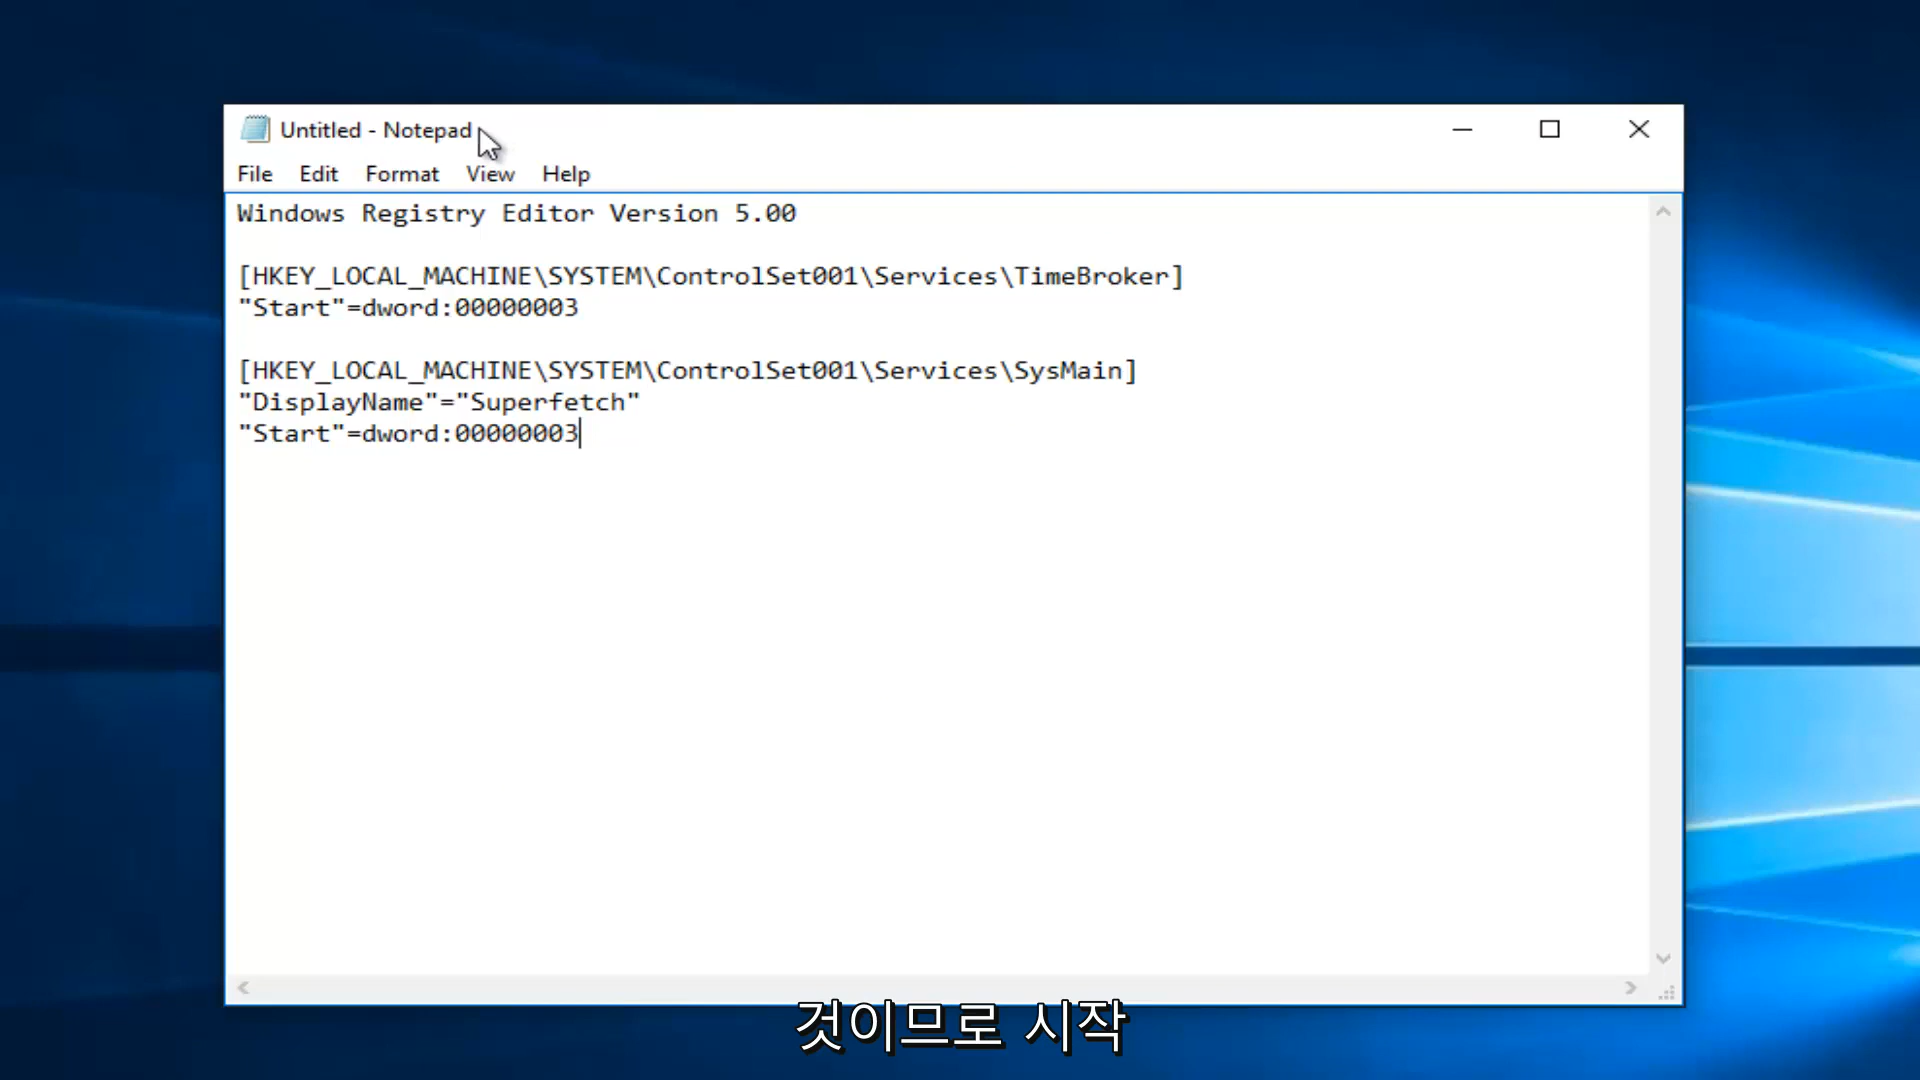 Untitled - Notepad
File Edit Format View Help
Windows Registry Editor Version 5.00
[HKEY_LOCAL_MACHINE\SYSTEM\ControlSet001\Services\TimeBroker]
"Start"=dword:00000003
[HKEY_LOCAL_MACHINE\SYSTEM\ControlSet001\Services\SysMain]
"DisplayName"="Superfetch"
"Start"=dword:00000003
것이므로 시작